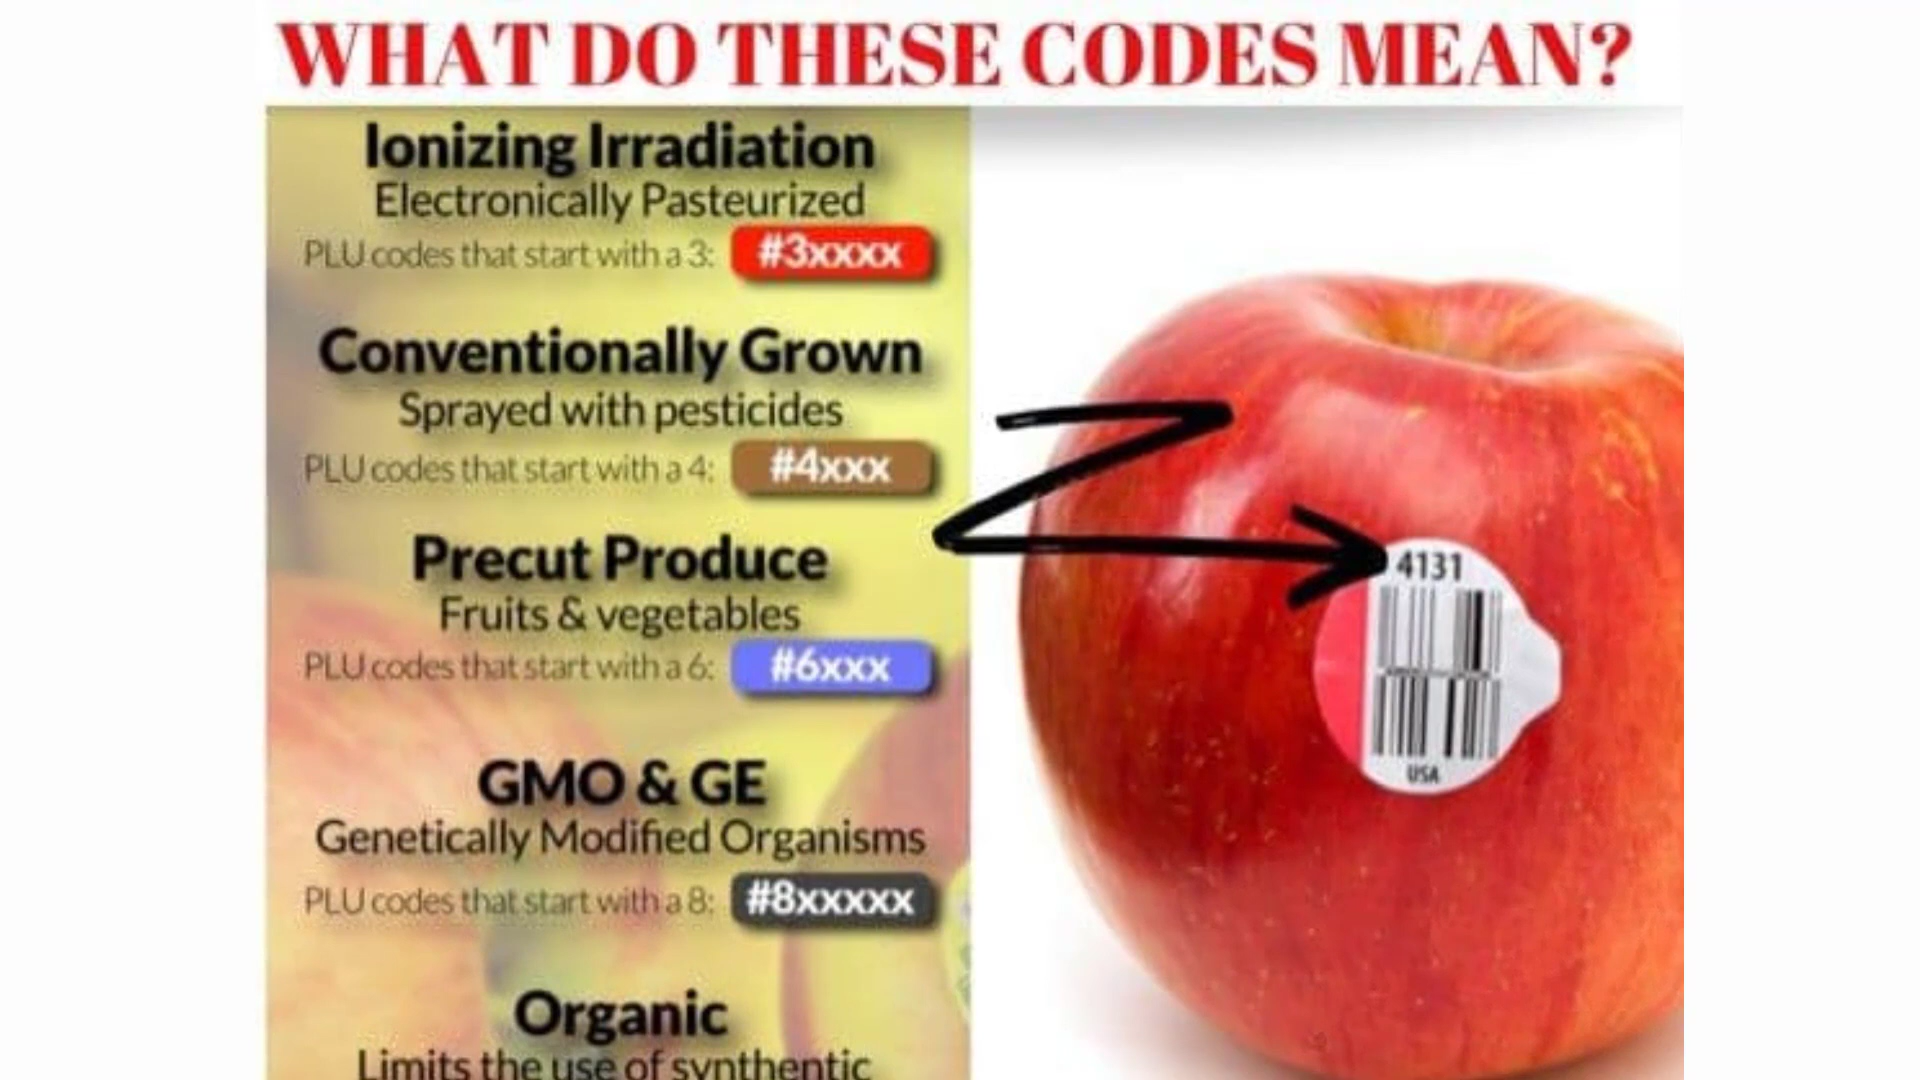 WHAT DO THESE CODES MEAN?
Ionizing Irradiation
Electronically Pasteurized
PLU codes that start with a 3: #3xxxx
Conventionally Grown
Sprayed with pesticides
PLU codes that start with a 4: #4xxx
Precut Produce
Fruits & vegetables
PLU codes that start with a 6: #6xxx
GMO & GE
Genetically Modified Organisms
PLU codes that start with a 8: #8xxxxx
Organic
Limits the use of synthentic
4131
USA